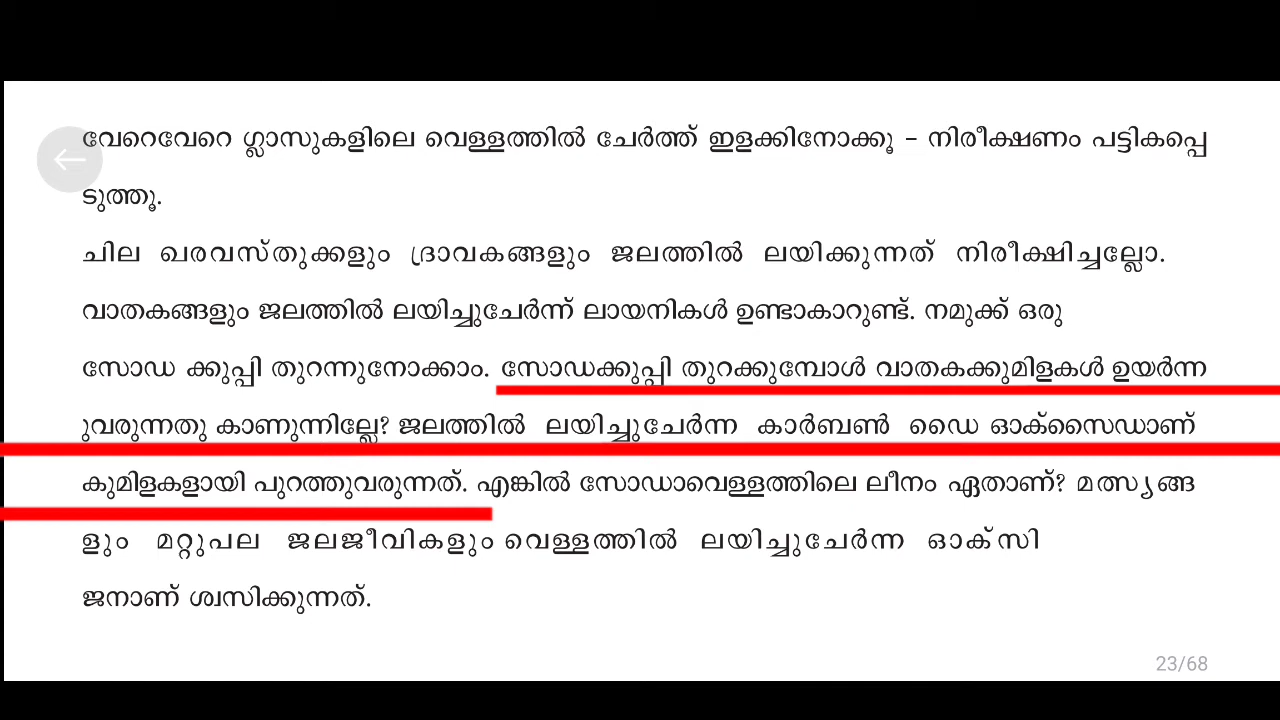 വേറെവേറെ ഗ്ലാസുകളിലെ വെള്ളത്തിൽ ചേർത്ത് ഇളക്കിനോക്കൂ – നിരീക്ഷണം പട്ടികപ്പെ
ടുത്തൂ.
ചില ഖരവസ്തുക്കളും ദ്രാവകങ്ങളും ജലത്തിൽ ലയിക്കുന്നത് നിരീക്ഷിച്ചല്ലോ.
വാതകങ്ങളും ജലത്തിൽ ലയിച്ചുചേർന്ന് ലായനികൾ ഉണ്ടാകാറുണ്ട്. നമുക്ക് ഒരു
സോഡ ക്കുപ്പി തുറന്നുനോക്കാം. സോഡക്കുപ്പി തുറക്കുമ്പോൾ വാതകക്കുമിളകൾ ഉയർന്ന
ുവരുന്നതു കാണുന്നില്ലേ? ജലത്തിൽ ലയിച്ചുചേർന്ന കാർബൺ ഡൈ ഓക്സൈഡാണ്
കുമിളകളായി പുറത്തുവരുന്നത്. എങ്കിൽ സോഡാവെള്ളത്തിലെ ലീനം ഏതാണ്? മത്സ്യങ്ങ
ളും മറ്റുപല ജലജീവികളും വെള്ളത്തിൽ ലയിച്ചുചേർന്ന ഓക്സി
ജനാണ് ശ്വസിക്കുന്നത്.
23/68